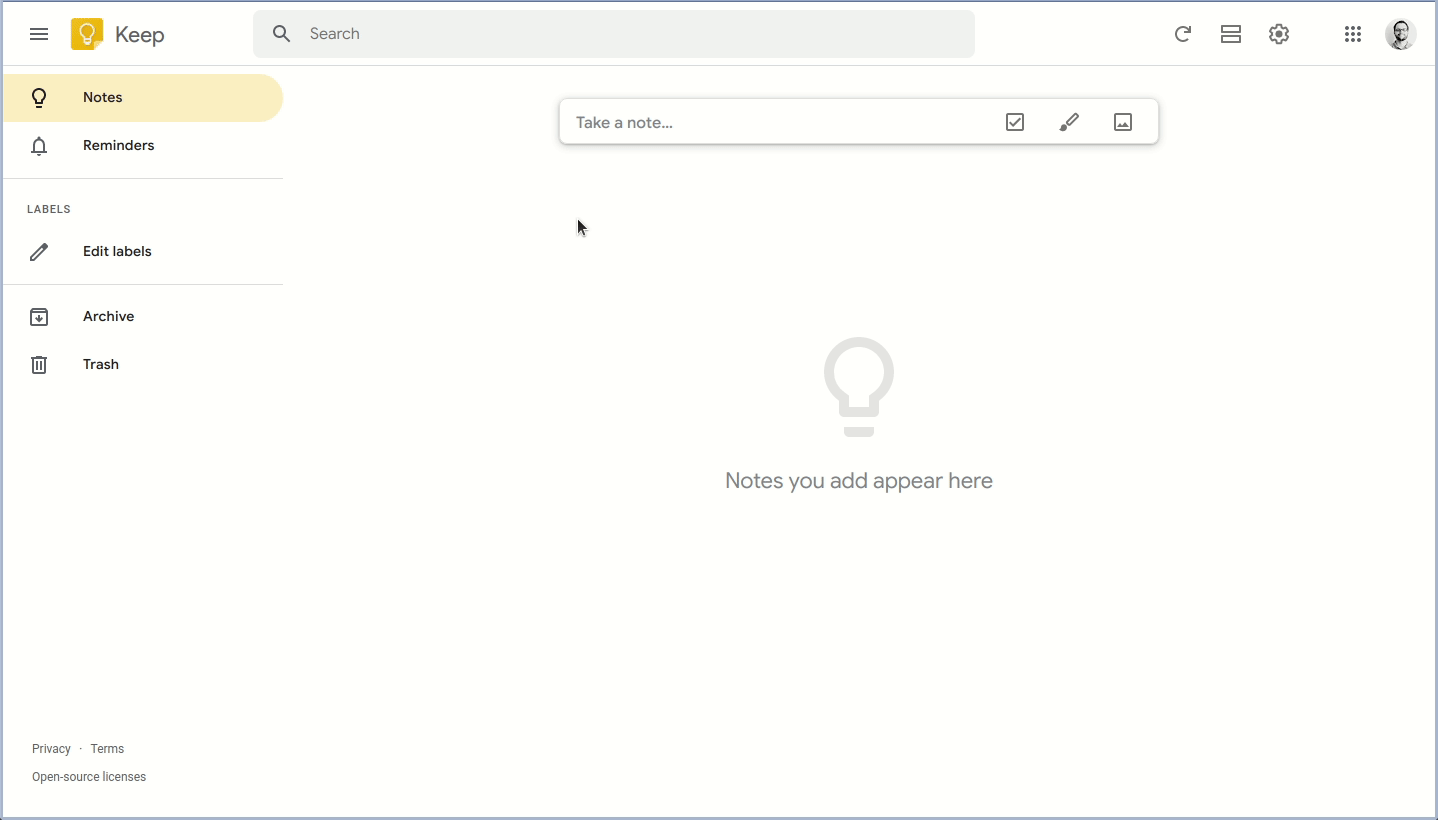 Keep
Search
Notes
Reminders
LABELS
Edit labels
Archive
Trash
Take a note...
Notes you add appear here
Privacy · Terms
Open-source licenses